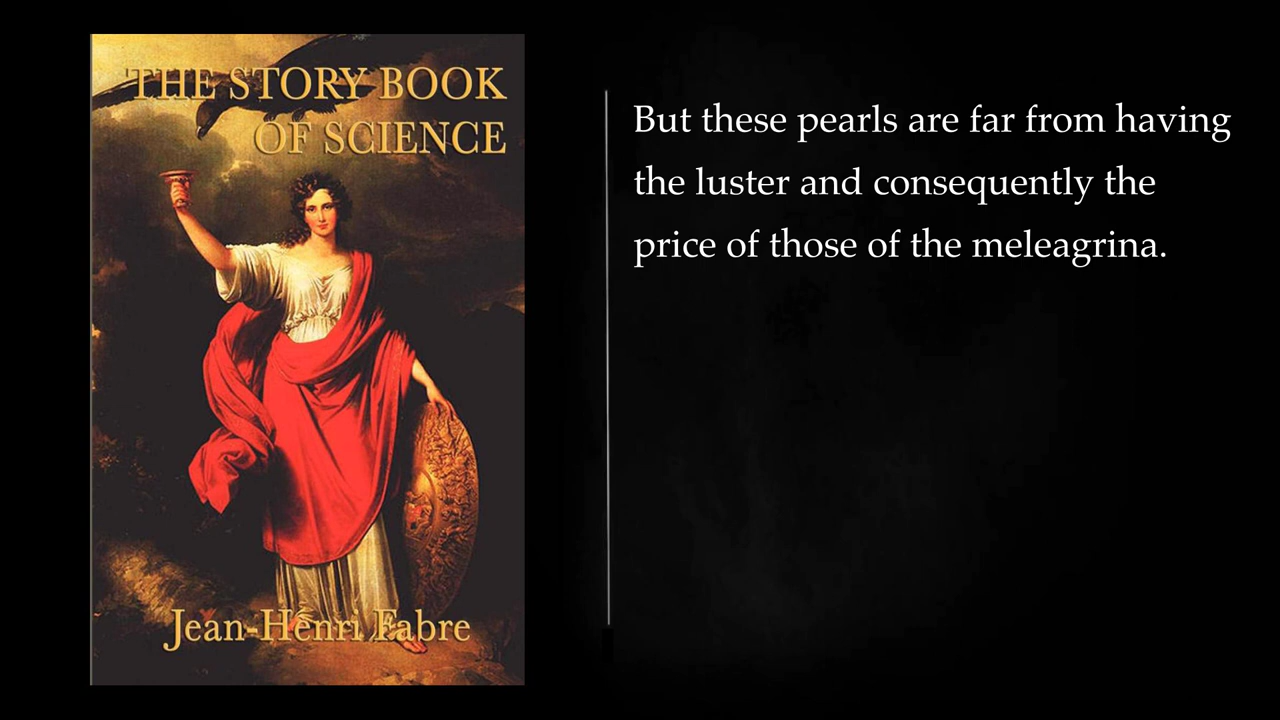 THE STORY BOOK
OF SCIENCE
Jean-Henri Fabre
But these pearls are far from having
the luster and consequently the
price of those of the meleagrina.